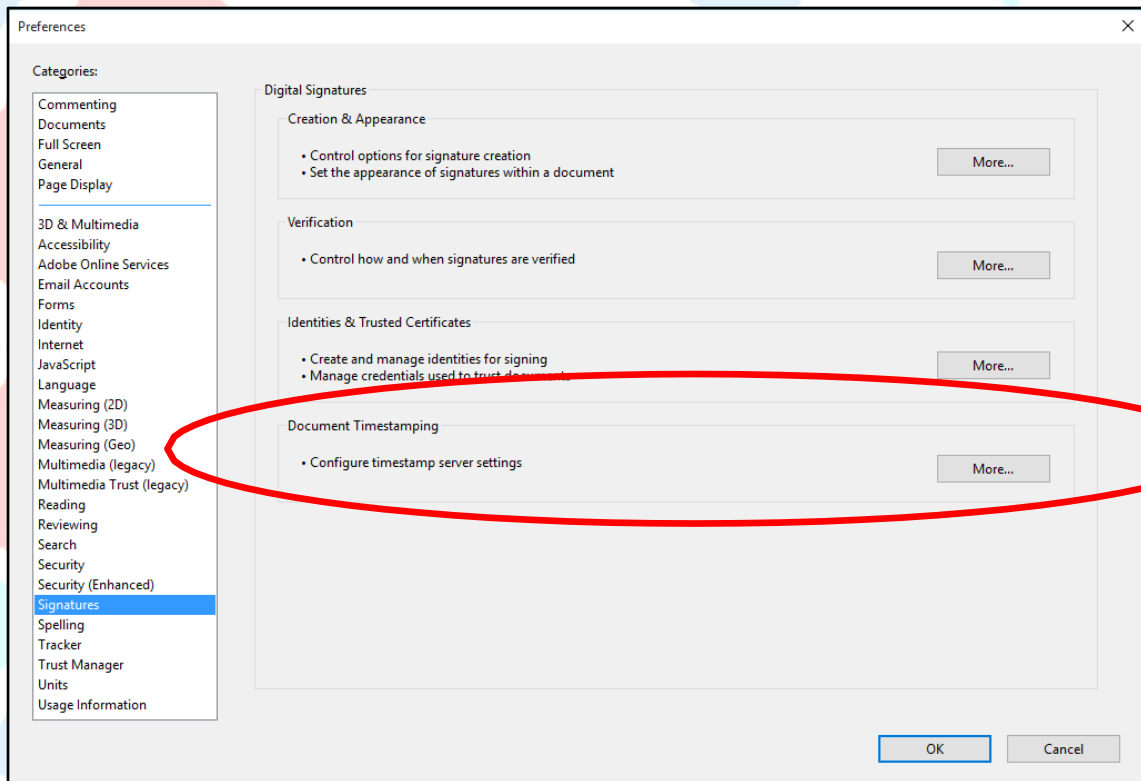 Preferences
Categories:
Commenting
Documents
Full Screen
General
Page Display
3D & Multimedia
Accessibility
Adobe Online Services
Email Accounts
Forms
Identity
Internet
JavaScript
Language
Measuring (2D)
Measuring (3D)
Measuring (Geo)
Multimedia (legacy)
Multimedia Trust (legacy)
Reading
Reviewing
Search
Security
Security (Enhanced)
Signatures
Spelling
Tracker
Trust Manager
Units
Usage Information
Digital Signatures
Creation & Appearance
• Control options for signature creation
• Set the appearance of signatures within a document
More...
Verification
• Control how and when signatures are verified
More...
Identities & Trusted Certificates
• Create and manage identities for signing
• Manage credentials used to trust documents
More...
Document Timestamping
• Configure timestamp server settings
More...
OK
Cancel